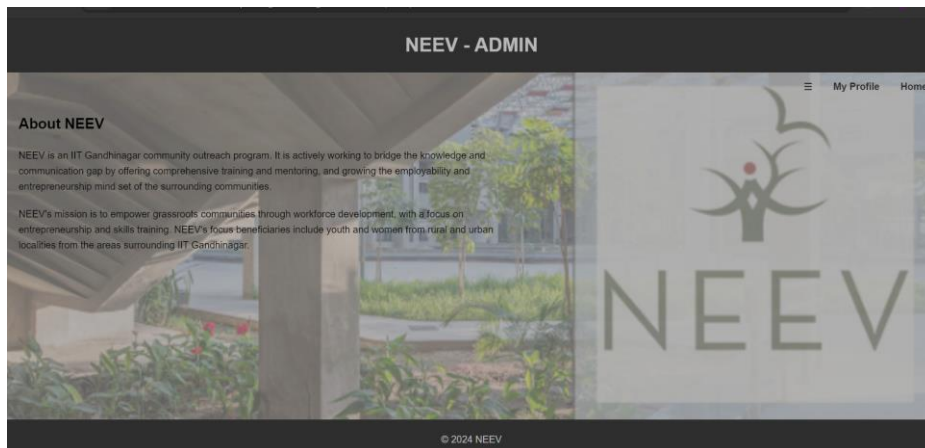 NEEV - ADMIN
☰ My Profile Home
About NEEV
NEEV is an IIT Gandhinagar community outreach program. It is actively working to bridge the knowledge and
communication gap by offering comprehensive training and mentoring, and growing the employability and
entrepreneurship mind set of the surrounding communities.
NEEV's mission is to empower grassroots communities through workforce development, with a focus on
entrepreneurship and skills training. NEEV's focus beneficiaries include youth and women from rural and urban
localities from the areas surrounding IIT Gandhinagar.
NEEV
© 2024 NEEV